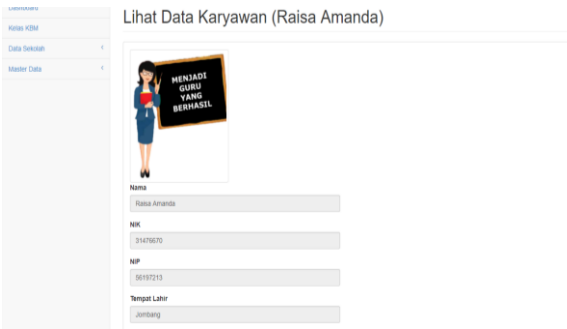 Dashboard
Kelas KBM
Data Sekolah
Master Data
Lihat Data Karyawan (Raisa Amanda)
MENJADI
GURU
YANG
BERHASIL
Nama
Raisa Amanda
NIK
31476670
NIP
56197213
Tempat Lahir
Jombang